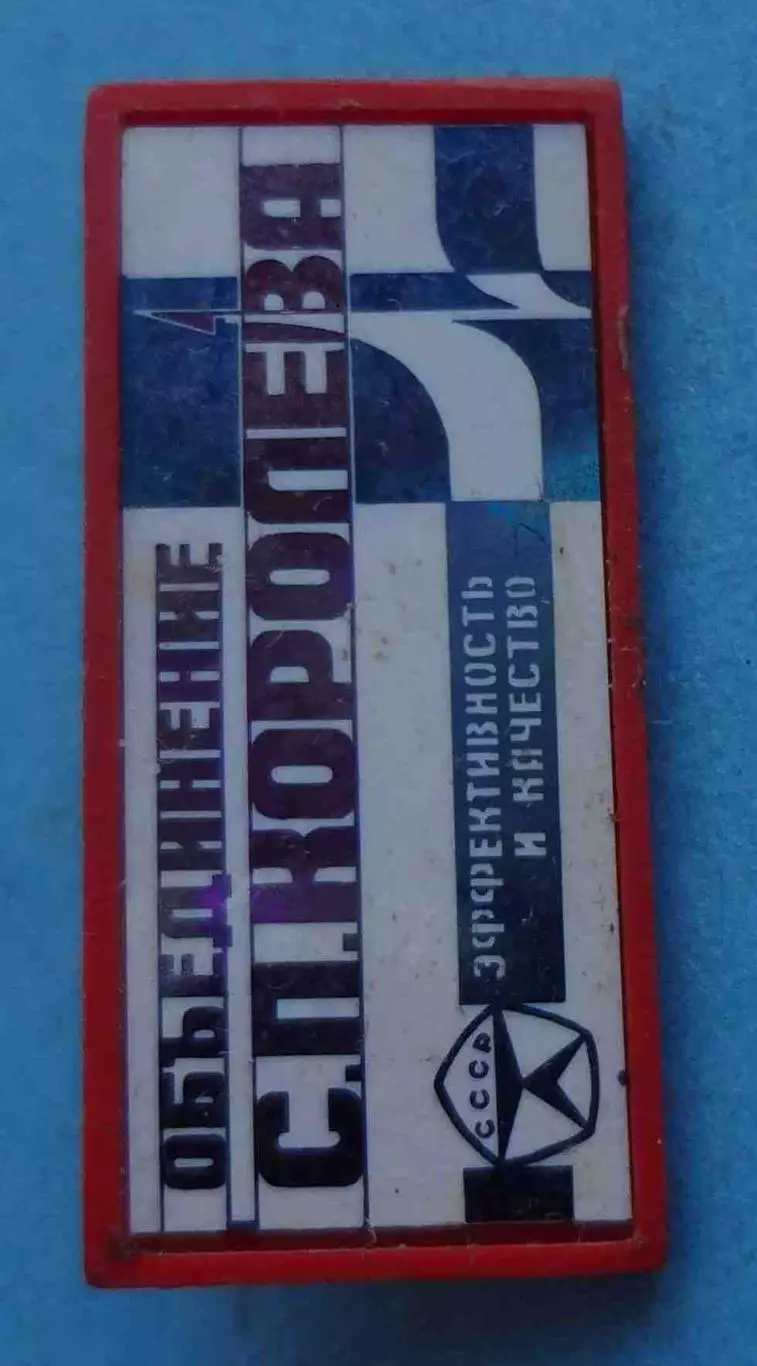 ОБЪЕДИНЕНИЕ
С.П.КОРОЛЕВА
ЭФФЕКТИВНОСТЬ
И КАЧЕСТВО
СССР